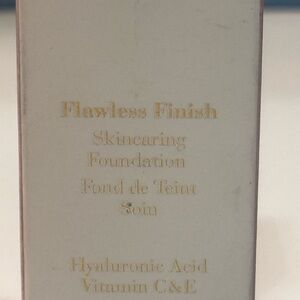 Flawless Finish
Skincaring
Foundation
Fond de Teint
Soin
Hyaluronic Acid
Vitamin C&E